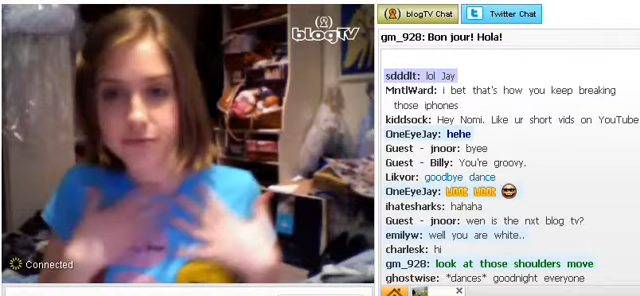 blogTV
Connected
blogTV Chat
Twitter Chat
gm_928: Bon jour! Hola!
sdddlt: lol Jay
MntlWard: i bet that's how you keep breaking
those iphones
kiddsock: Hey Nomi. Like ur short vids on YouTube
OneEyeJay: hehe
Guest - jnoor: byee
Guest - Billy: You're groovy.
Likvor: goodbye dance
OneEyeJay:
ihatesharks: hahaha
Guest - jnoor: wen is the nxt blog tv?
emilyw: well you are white..
charlesk: hi
gm_928: look at those shoulders move
ghostwise: *dances* goodnight everyone